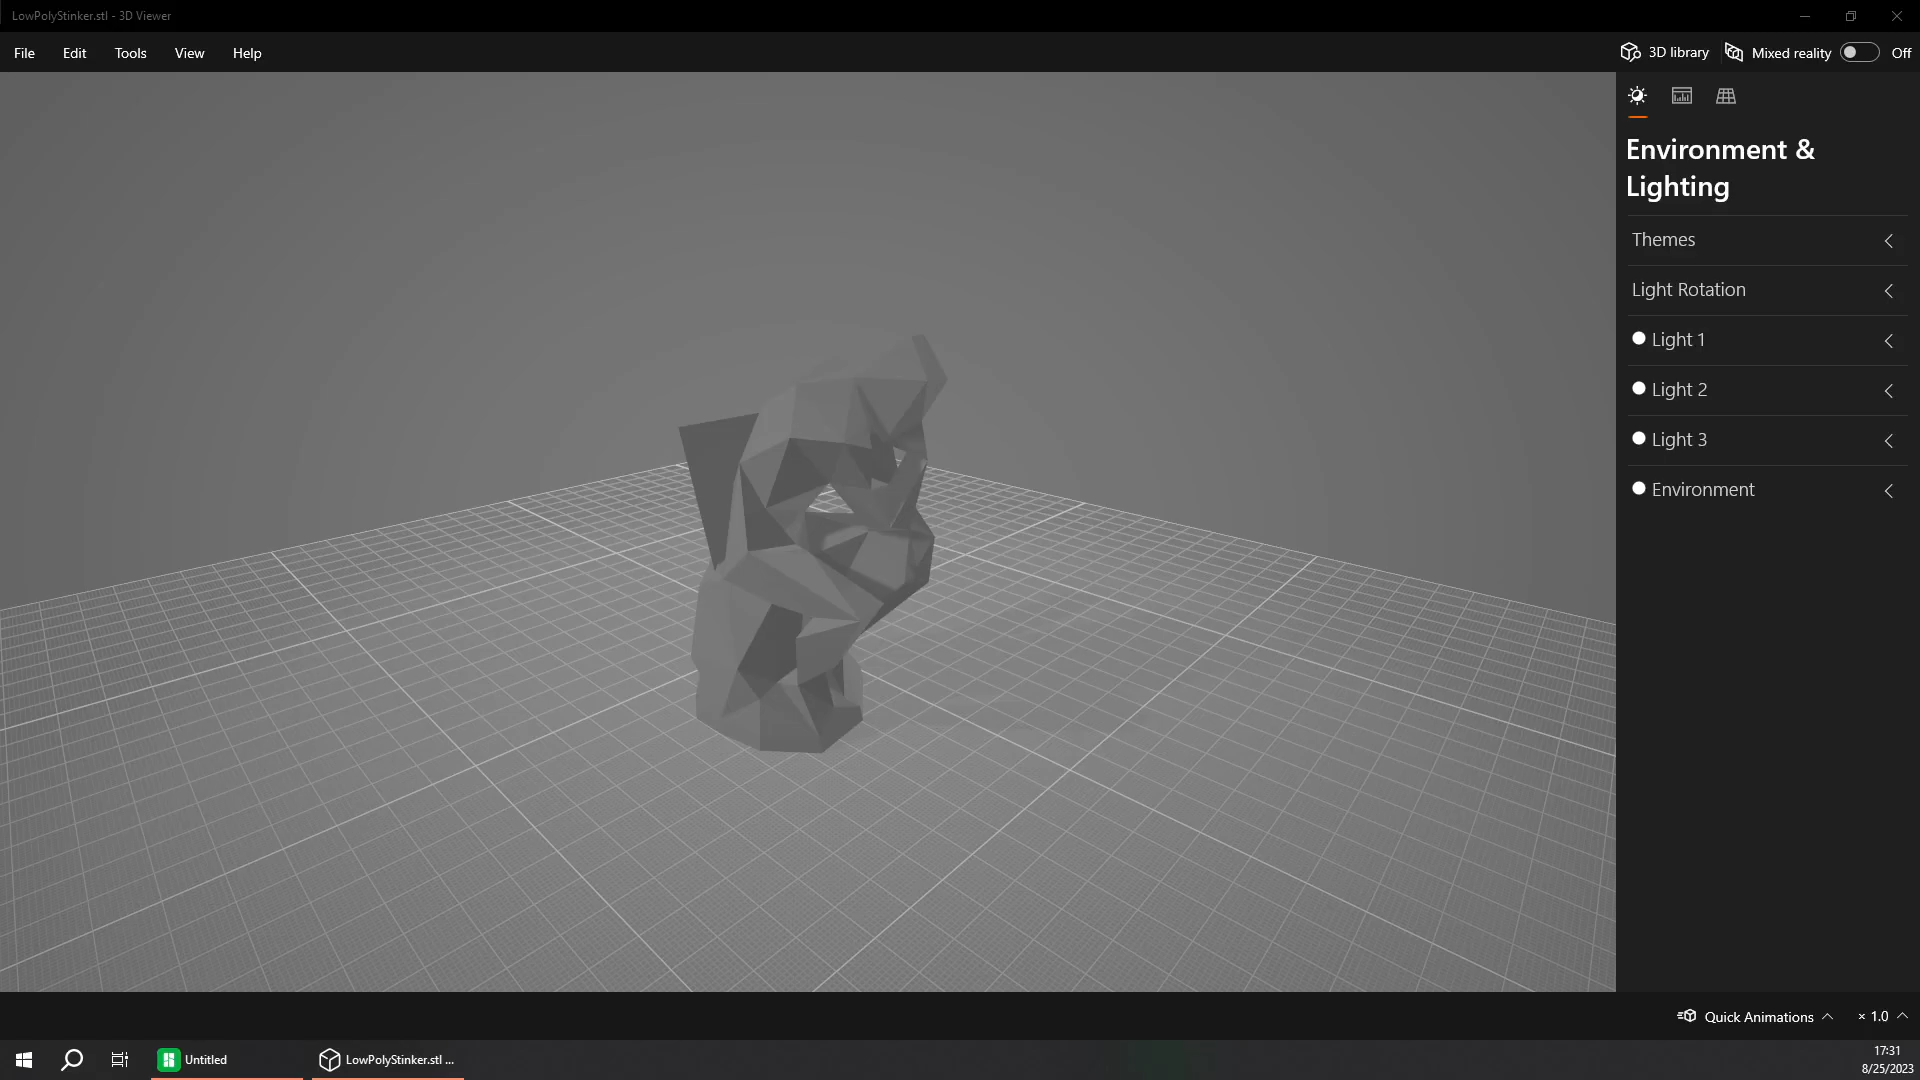 LowPolyStinker.stl - 3D Viewer
File Edit Tools View Help 3D library Mixed reality Off
Environment &
Lighting
Themes
Light Rotation
Light 1
Light 2
Light 3
Environment
Quick Animations × 1.0
Untitled LowPolyStinker.stl ...
17:31
8/25/2023